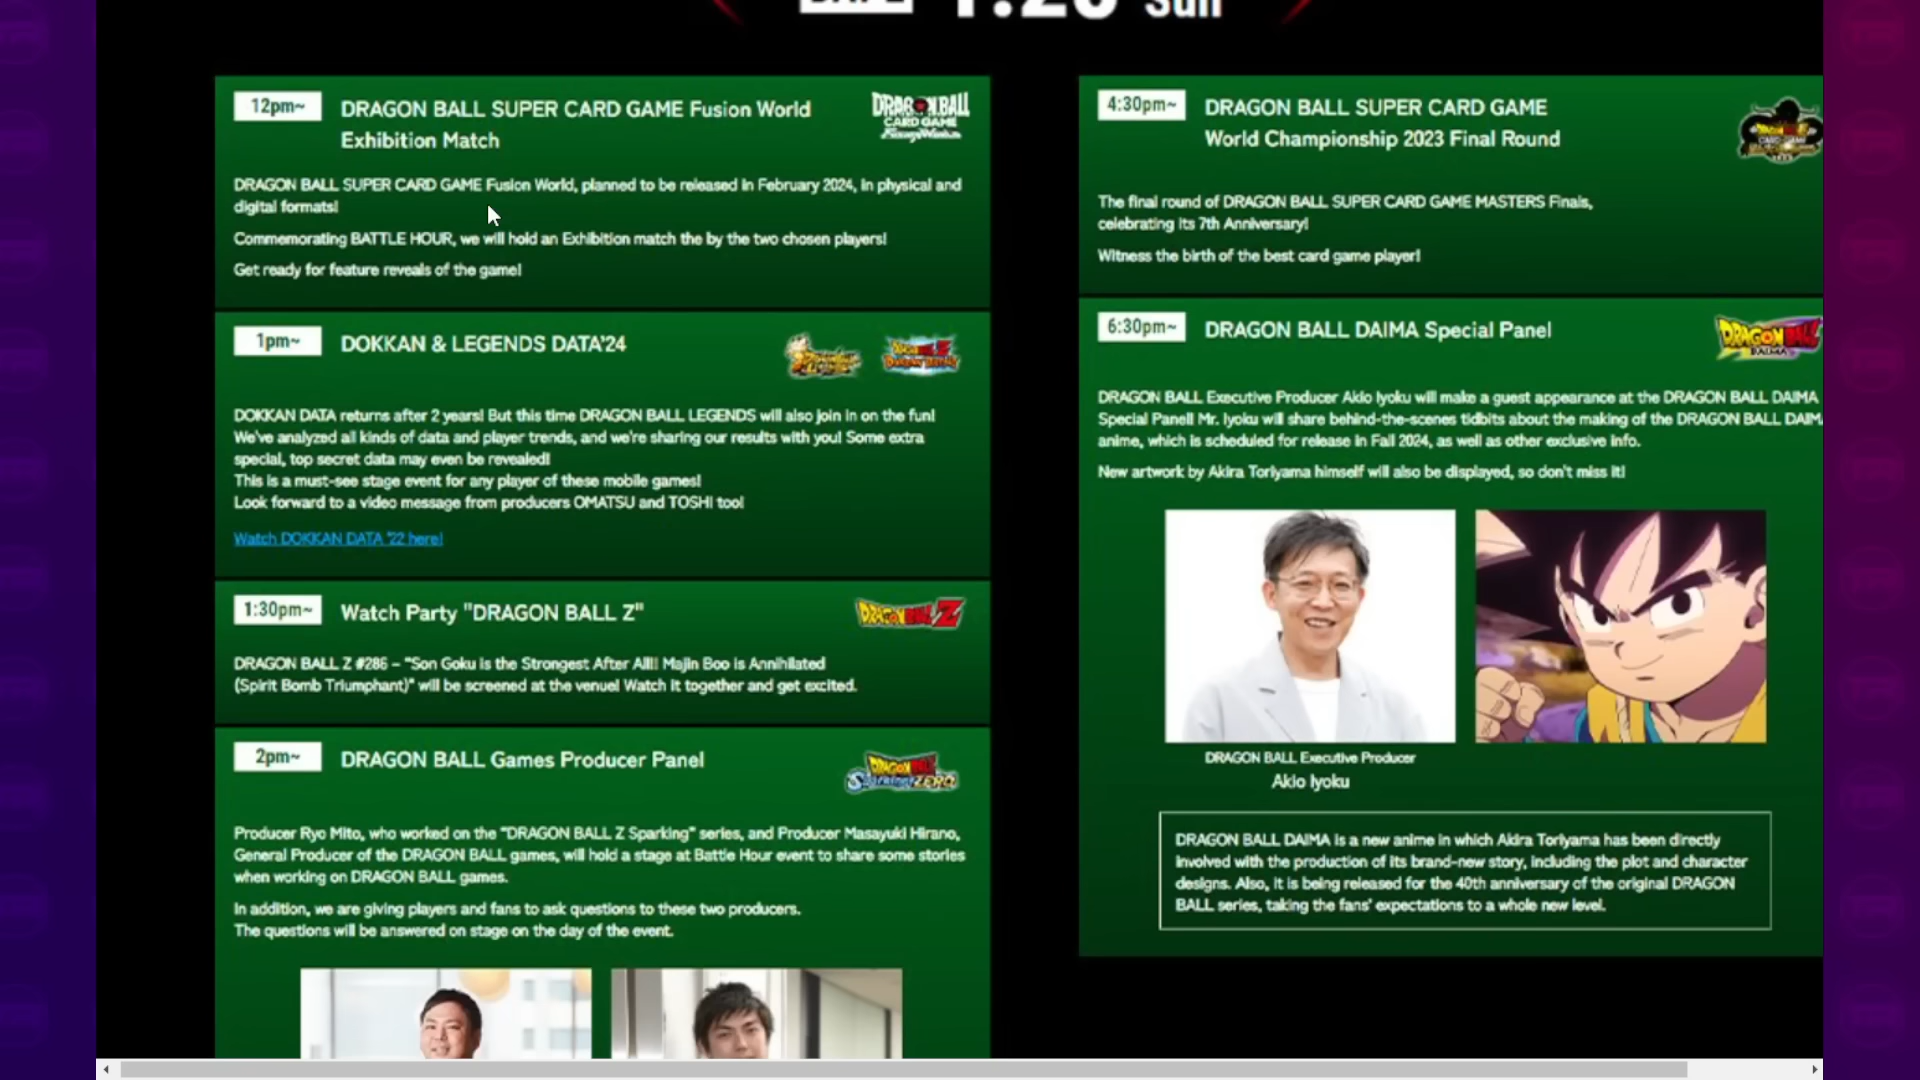 Sun
12pm~
DRAGON BALL SUPER CARD GAME Fusion World
Exhibition Match
DRAGON BALL
CARD GAME
DRAGON BALL SUPER CARD GAME Fusion World, planned to be released in February 2024, in physical and
digital formats!
Commemorating BATTLE HOUR, we will hold an Exhibition match the by the two chosen players!
Get ready for feature reveals of the game!
1pm~
DOKKAN & LEGENDS DATA'24
DOKKAN DATA returns after 2 years! But this time DRAGON BALL LEGENDS will also join in on the fun!
We've analyzed all kinds of data and player trends, and we're sharing our results with you! Some extra
special, top secret data may even be revealed!
This is a must-see stage event for any player of these mobile games!
Look forward to a video message from producers OMATSU and TOSHI too!
Watch DOKKAN DATA '22 here!
1:30pm~
Watch Party "DRAGON BALL Z"
DRAGON BALL Z
DRAGON BALL Z #286 – "Son Goku is the Strongest After All!! Majin Boo is Annihilated
(Spirit Bomb Triumphant)" will be screened at the venue! Watch it together and get excited.
2pm~
DRAGON BALL Games Producer Panel
DRAGON BALL
Sparking! ZERO
Producer Ryo Mito, who worked on the "DRAGON BALL Z Sparking" series, and Producer Masayuki Hirano,
General Producer of the DRAGON BALL games, will hold a stage at Battle Hour event to share some stories
when working on DRAGON BALL games.
In addition, we are giving players and fans to ask questions to these two producers.
The questions will be answered on stage on the day of the event.
4:30pm~
DRAGON BALL SUPER CARD GAME
World Championship 2023 Final Round
The final round of DRAGON BALL SUPER CARD GAME MASTERS Finals,
celebrating its 7th Anniversary!
Witness the birth of the best card game player!
6:30pm~
DRAGON BALL DAIMA Special Panel
DRAGON BALL
DAIMA
DRAGON BALL Executive Producer Akio Iyoku will make a guest appearance at the DRAGON BALL DAIMA
Special Panel! Mr. Iyoku will share behind-the-scenes tidbits about the making of the DRAGON BALL DAIM
anime, which is scheduled for release in Fall 2024, as well as other exclusive info.
New artwork by Akira Toriyama himself will also be displayed, so don't miss it!
DRAGON BALL Executive Producer
Akio Iyoku
DRAGON BALL DAIMA is a new anime in which Akira Toriyama has been directly
involved with the production of its brand-new story, including the plot and character
designs. Also, it is being released for the 40th anniversary of the original DRAGON
BALL series, taking the fans' expectations to a whole new level.